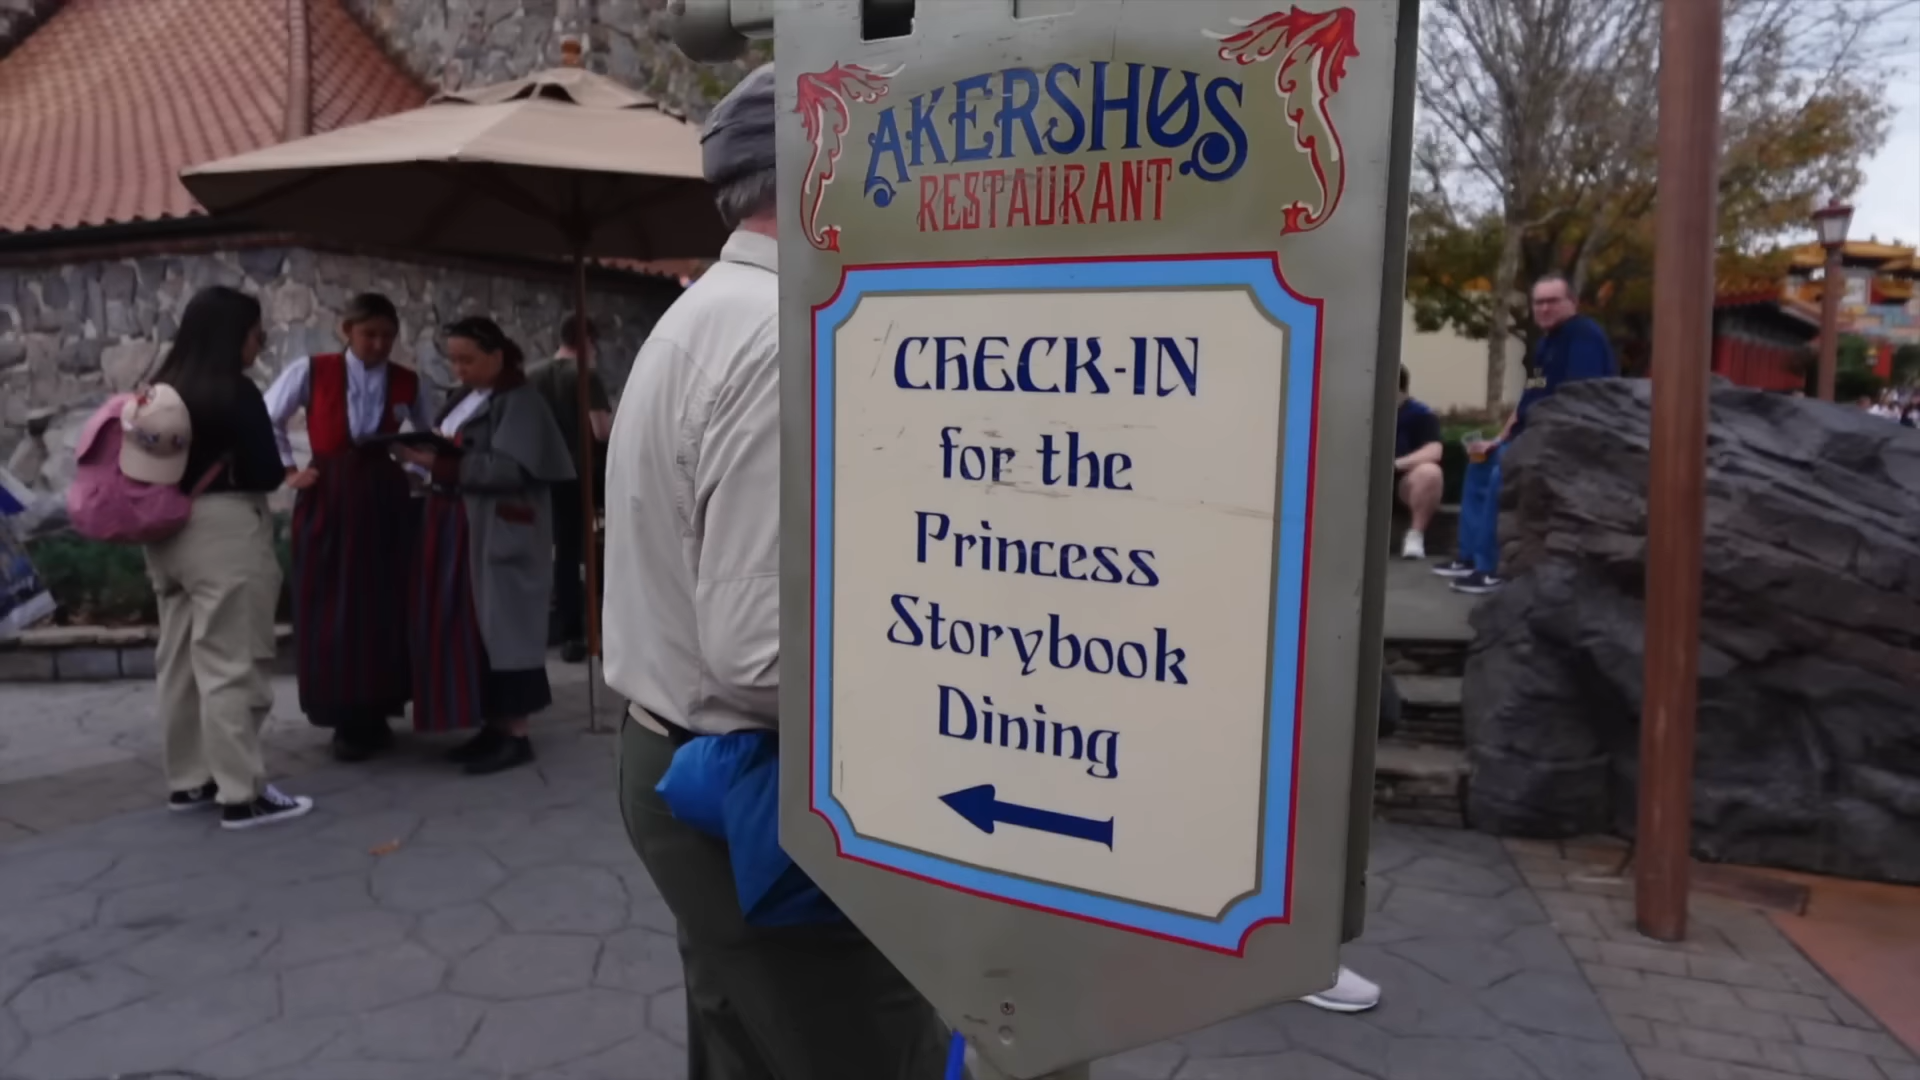 AKERSHUS
RESTAURANT
CHECK-IN
for the
Princess
Storybook
Dining